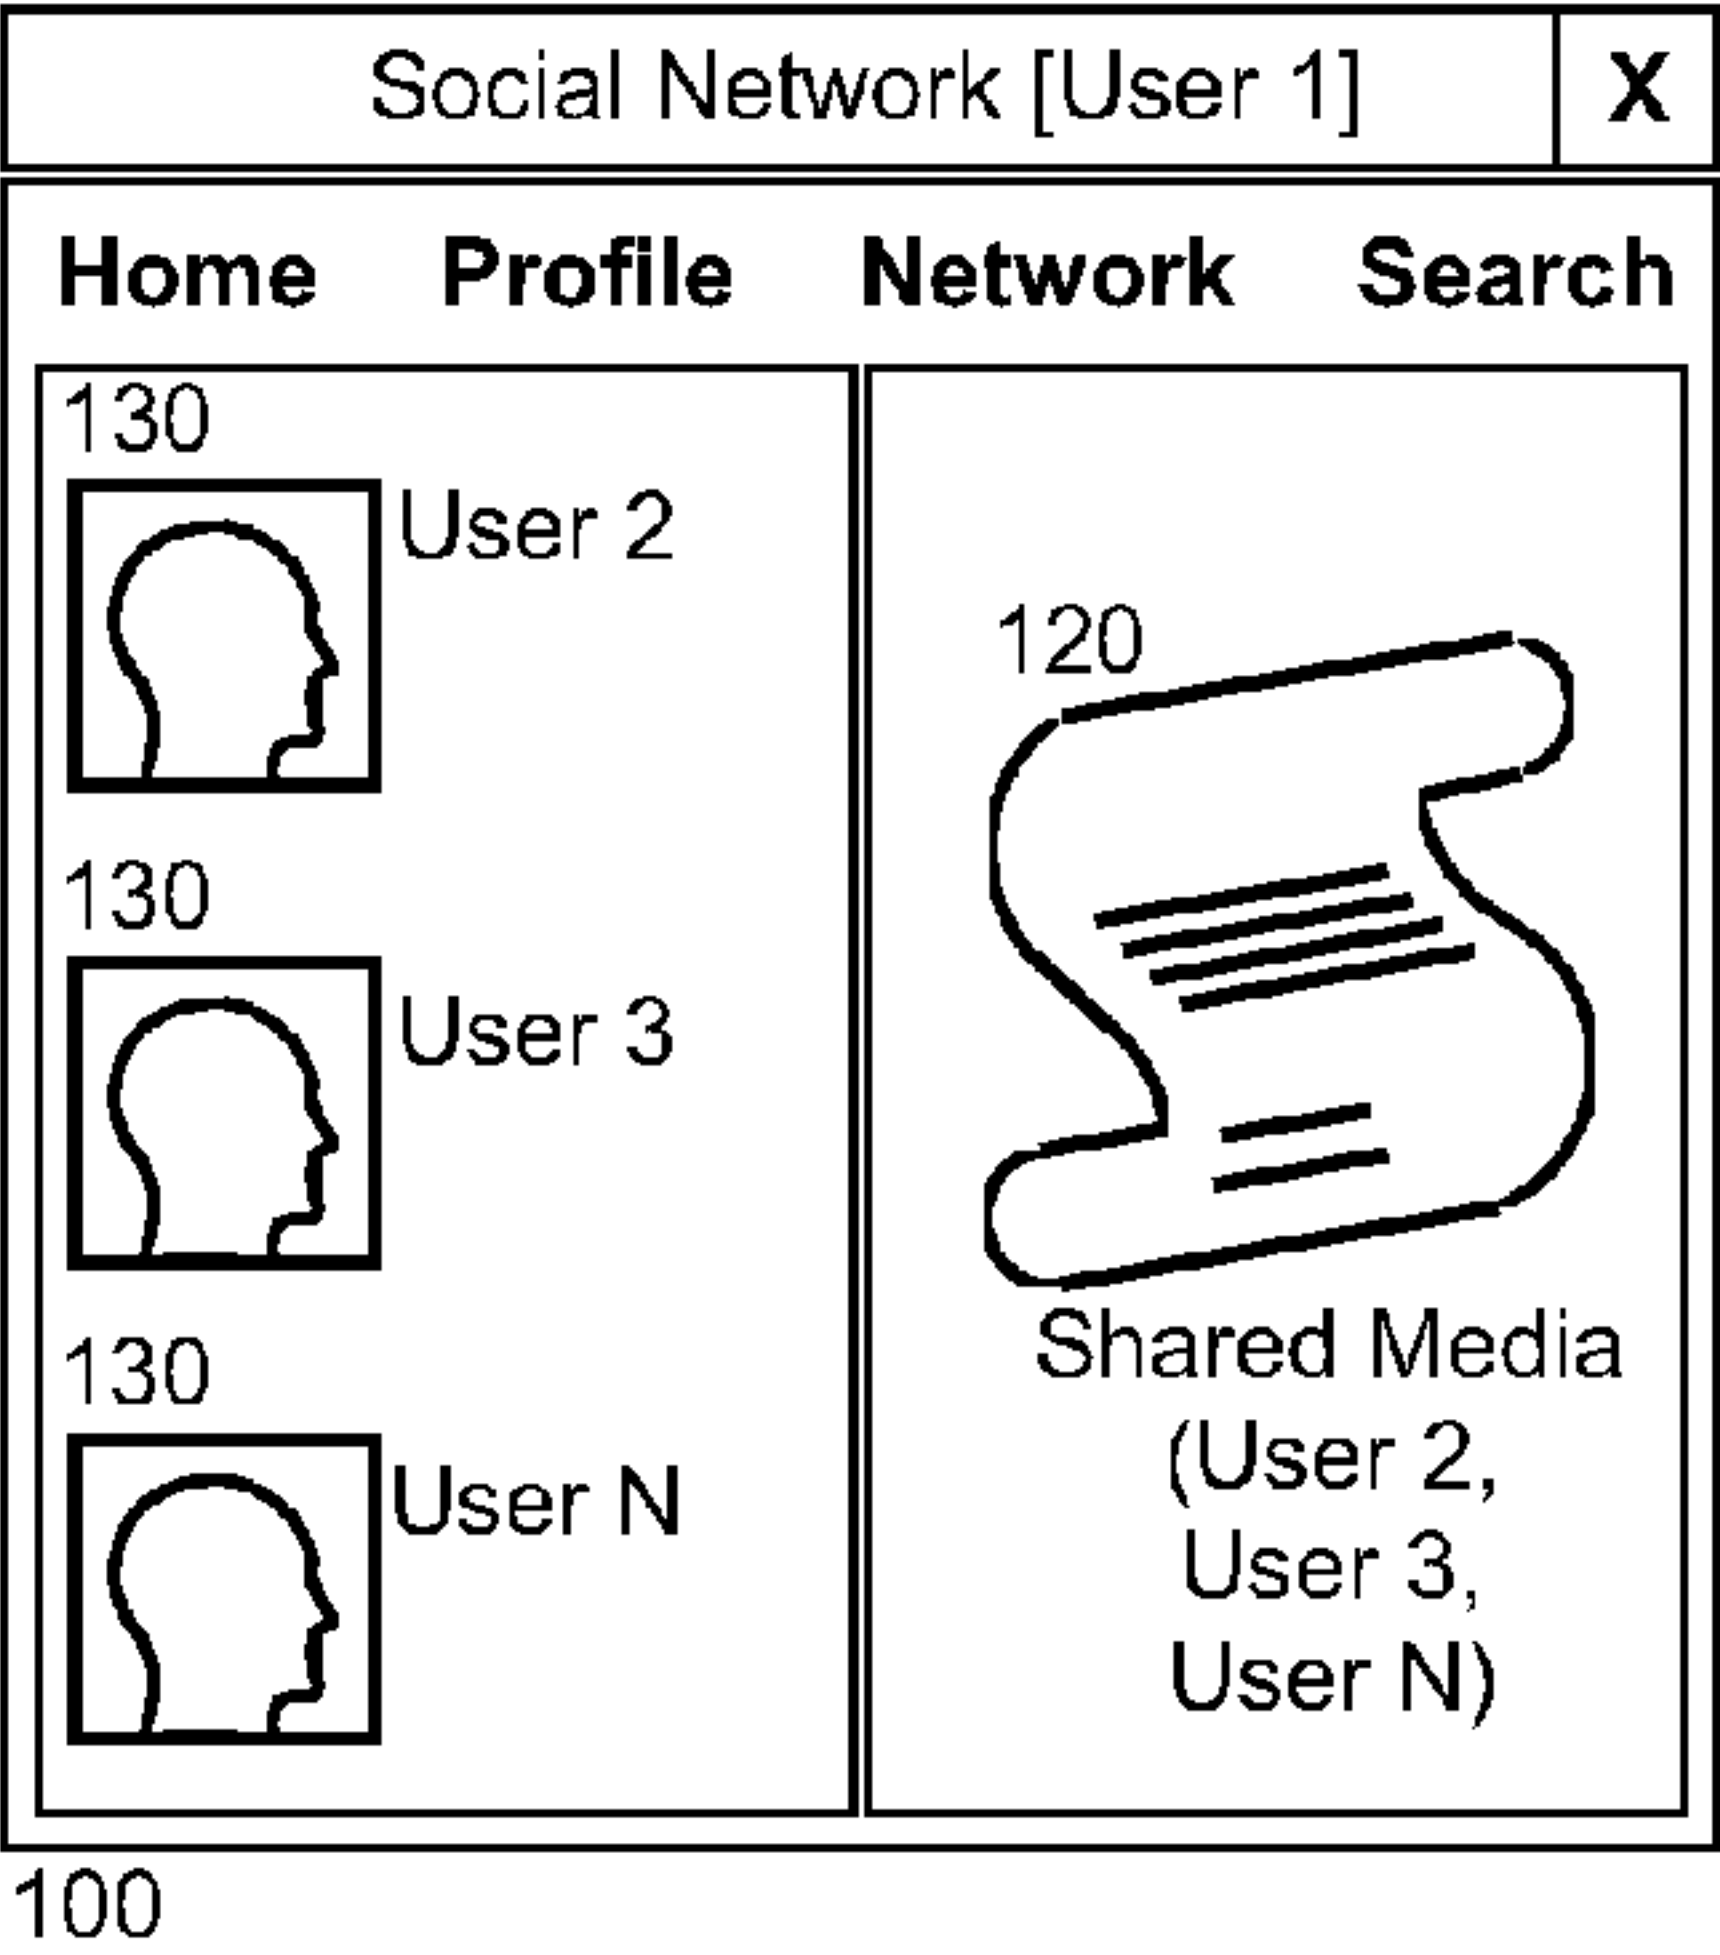 Social Network [User 1] X
Home Profile Network Search
130
User 2
130
User 3
130
User N
120
Shared Media
(User 2,
User 3,
User N)
100